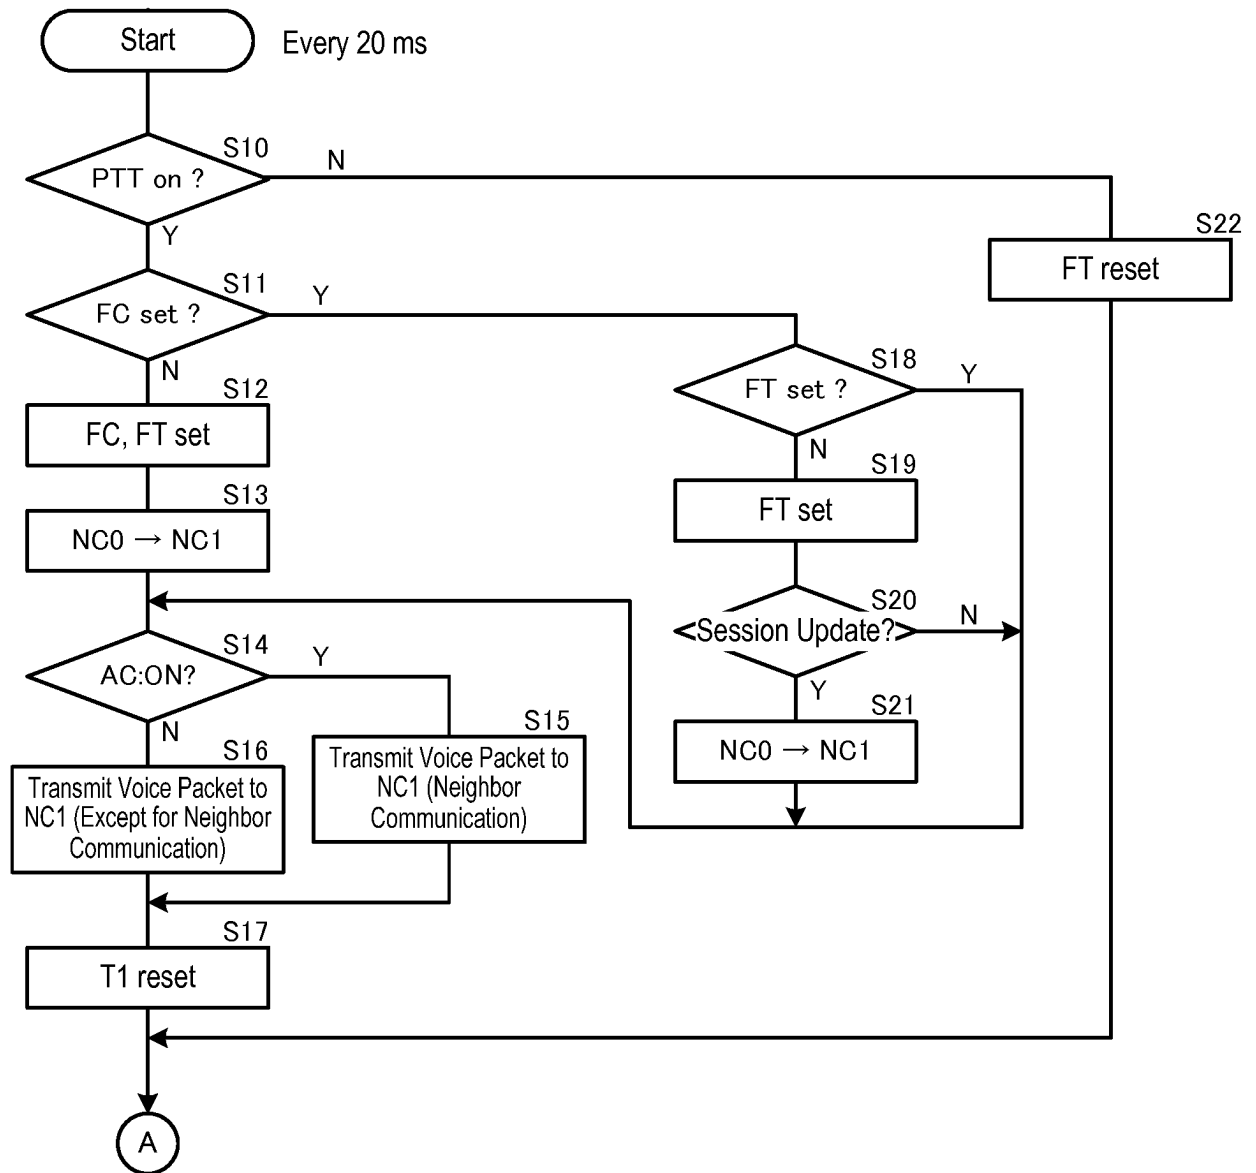 Start
Every 20 ms
S10
PTT on ?
N
Y
S22
FT reset
S11
FC set ?
Y
N
S18
FT set ?
Y
N
S12
FC, FT set
S19
FT set
S13
NC0 → NC1
S20
Session Update?
N
Y
S14
AC:ON?
Y
N
S21
NC0 → NC1
S15
Transmit Voice Packet to
NC1 (Neighbor
Communication)
S16
Transmit Voice Packet to
NC1 (Except for Neighbor
Communication)
S17
T1 reset
A